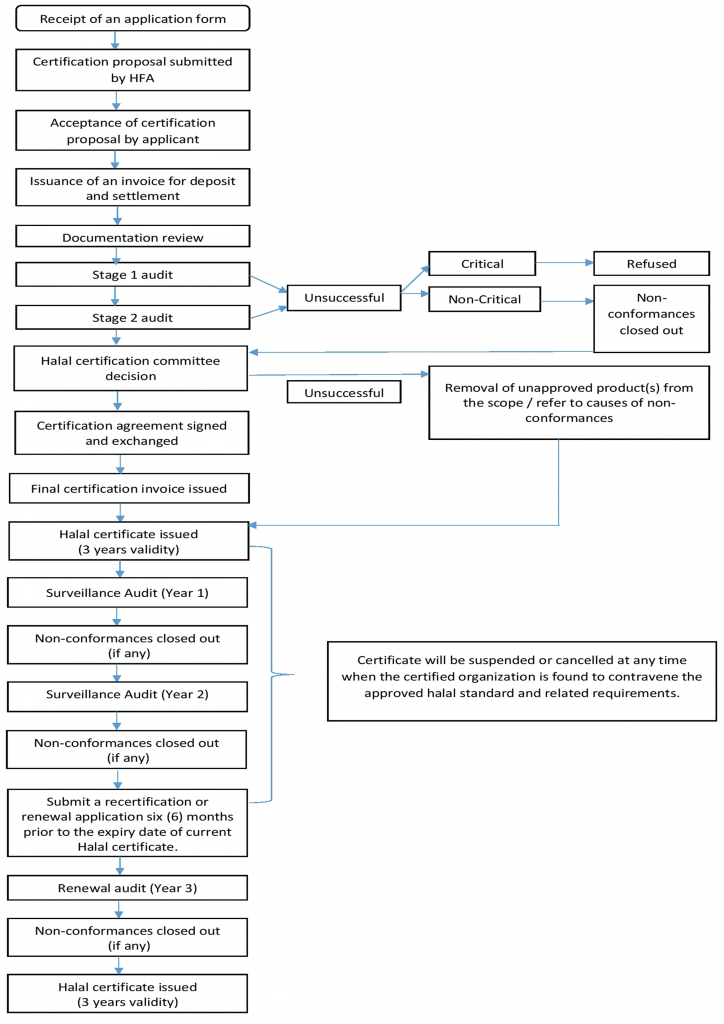 Receipt of an application form
Certification proposal submitted
by HFA
Acceptance of certification
proposal by applicant
Issuance of an invoice for deposit
and settlement
Documentation review
Stage 1 audit
Stage 2 audit
Unsuccessful
Critical
Refused
Non-Critical
Non-
conformances
closed out
Halal certification committee
decision
Unsuccessful
Removal of unapproved product(s) from
the scope / refer to causes of non-
conformances
Certification agreement signed
and exchanged
Final certification invoice issued
Halal certificate issued
(3 years validity)
Surveillance Audit (Year 1)
Non-conformances closed out
(if any)
Surveillance Audit (Year 2)
Non-conformances closed out
(if any)
Certificate will be suspended or cancelled at any time
when the certified organization is found to contravene the
approved halal standard and related requirements.
Submit a recertification or
renewal application six (6) months
prior to the expiry date of current
Halal certificate.
Renewal audit (Year 3)
Non-conformances closed out
(if any)
Halal certificate issued
(3 years validity)